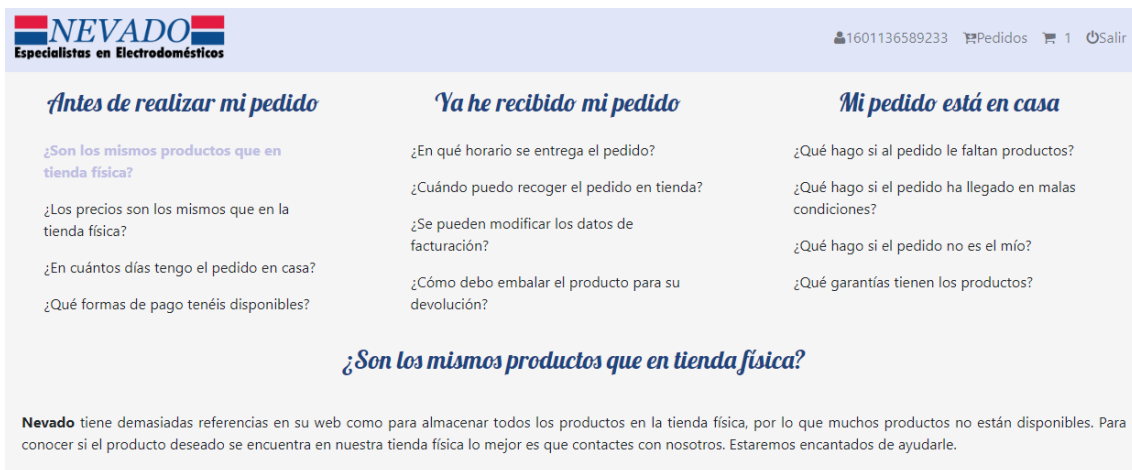 NEVADO
Especialistas en Electrodomésticos
1601136589233 Pedidos 1 Salir
Antes de realizar mi pedido
¿Son los mismos productos que en
tienda física?
¿Los precios son los mismos que en la
tienda física?
¿En cuántos días tengo el pedido en casa?
¿Qué formas de pago tenéis disponibles?
Ya he recibido mi pedido
¿En qué horario se entrega el pedido?
¿Cuándo puedo recoger el pedido en tienda?
¿Se pueden modificar los datos de
facturación?
¿Cómo debo embalar el producto para su
devolución?
Mi pedido está en casa
¿Qué hago si al pedido le faltan productos?
¿Qué hago si el pedido ha llegado en malas
condiciones?
¿Qué hago si el pedido no es el mío?
¿Qué garantías tienen los productos?
¿Son los mismos productos que en tienda física?
Nevado tiene demasiadas referencias en su web como para almacenar todos los productos en la tienda física, por lo que muchos productos no están disponibles. Para
conocer si el producto deseado se encuentra en nuestra tienda física lo mejor es que contactes con nosotros. Estaremos encantados de ayudarle.